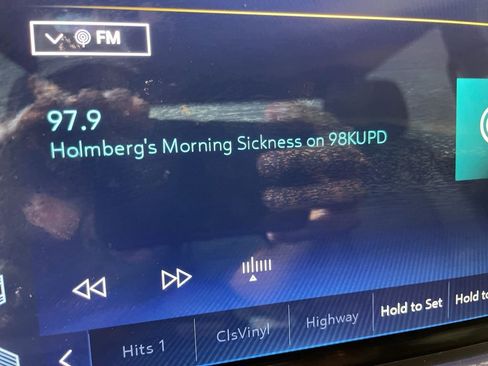 FM
97.9
Holmberg's Morning Sickness on 98KUPD
Hits 1
ClsVinyl
Highway
Hold to Set
Hold to